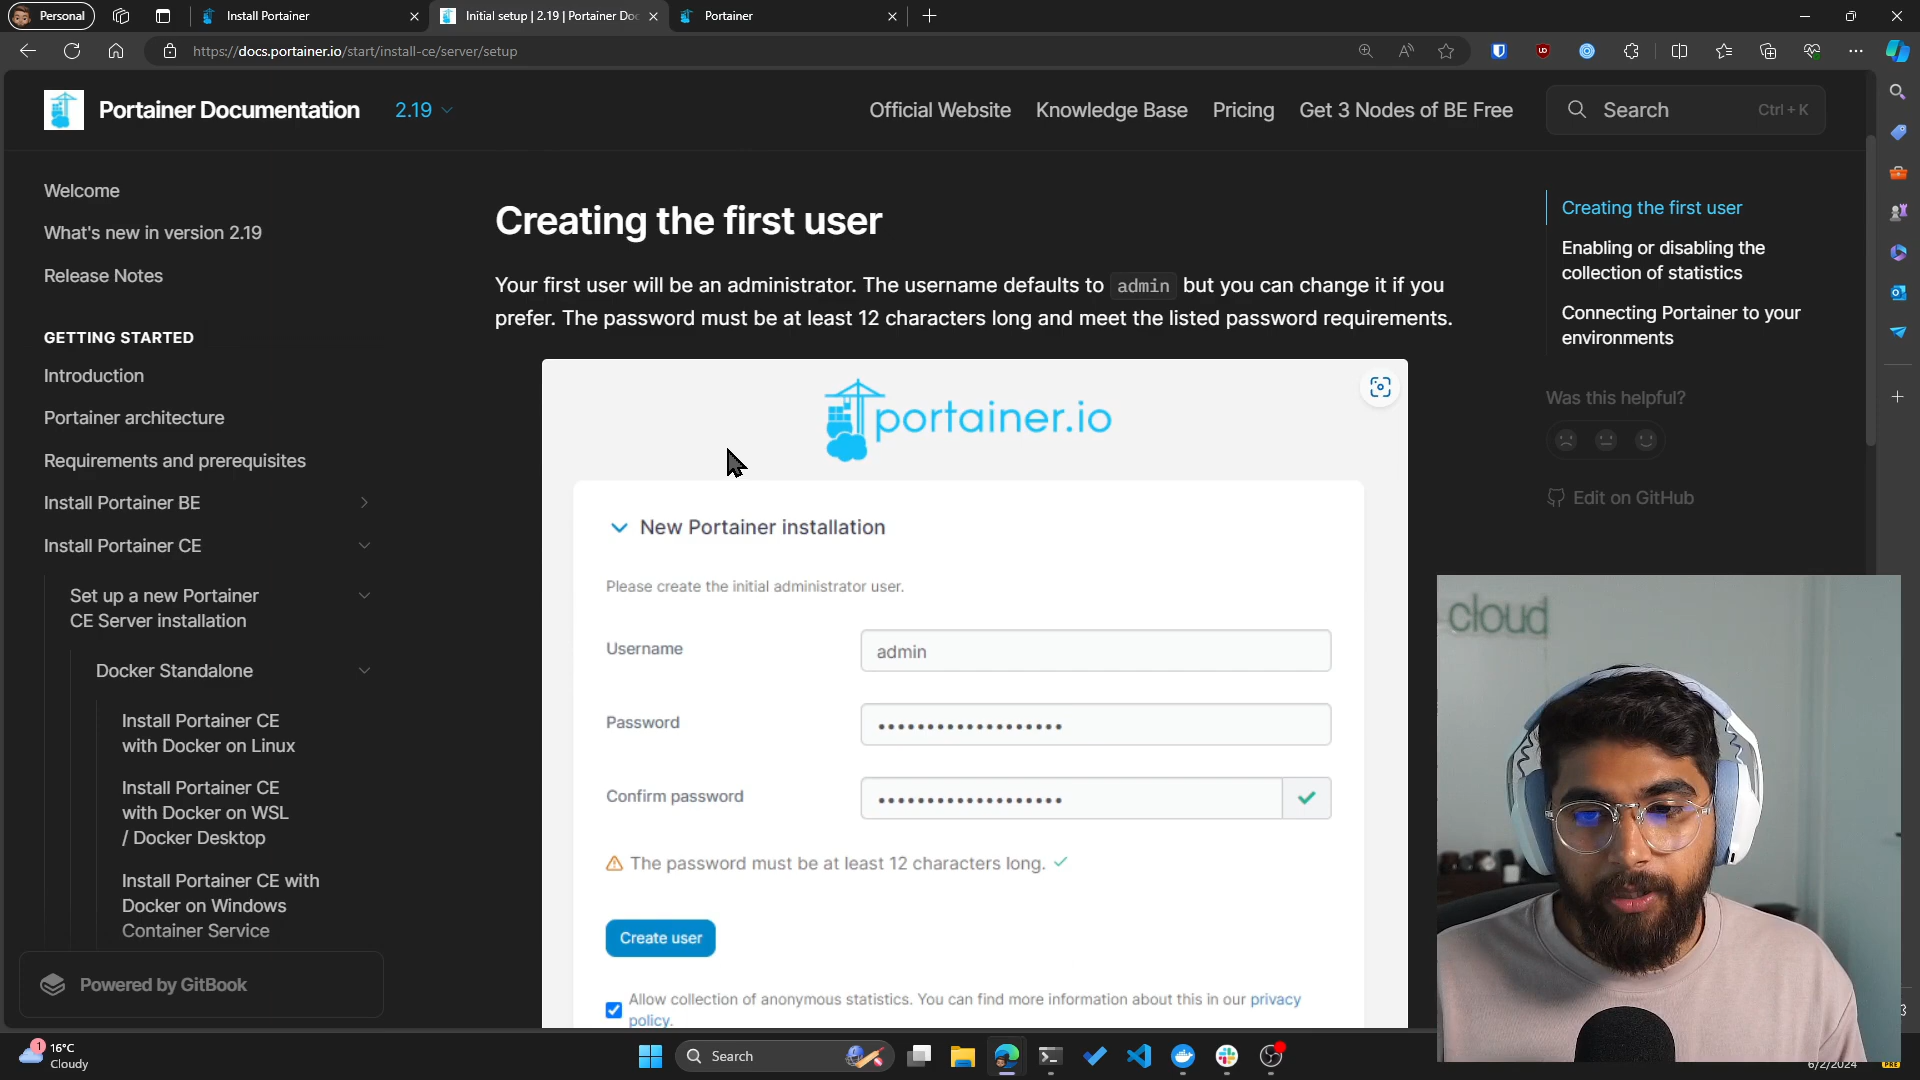 Personal
Install Portainer
Initial setup | 2.19 | Portainer Doc
Portainer
https://docs.portainer.io/start/install-ce/server/setup
Portainer Documentation
2.19
Official Website
Knowledge Base
Pricing
Get 3 Nodes of BE Free
Search
Ctrl + K
Welcome
What's new in version 2.19
Release Notes
GETTING STARTED
Introduction
Portainer architecture
Requirements and prerequisites
Install Portainer BE
Install Portainer CE
Set up a new Portainer
CE Server installation
Docker Standalone
Install Portainer CE
with Docker on Linux
Install Portainer CE
with Docker on WSL
/ Docker Desktop
Install Portainer CE with
Docker on Windows
Container Service
Powered by GitBook
Creating the first user
Your first user will be an administrator. The username defaults to admin but you can change it if you
prefer. The password must be at least 12 characters long and meet the listed password requirements.
portainer.io
New Portainer installation
Please create the initial administrator user.
Username
admin
Password
Confirm password
The password must be at least 12 characters long.
Create user
Allow collection of anonymous statistics. You can find more information about this in our privacy
policy.
Creating the first user
Enabling or disabling the
collection of statistics
Connecting Portainer to your
environments
Was this helpful?
Edit on GitHub
cloud
1
16°C
Cloudy
Search
6/2/2024
PRE